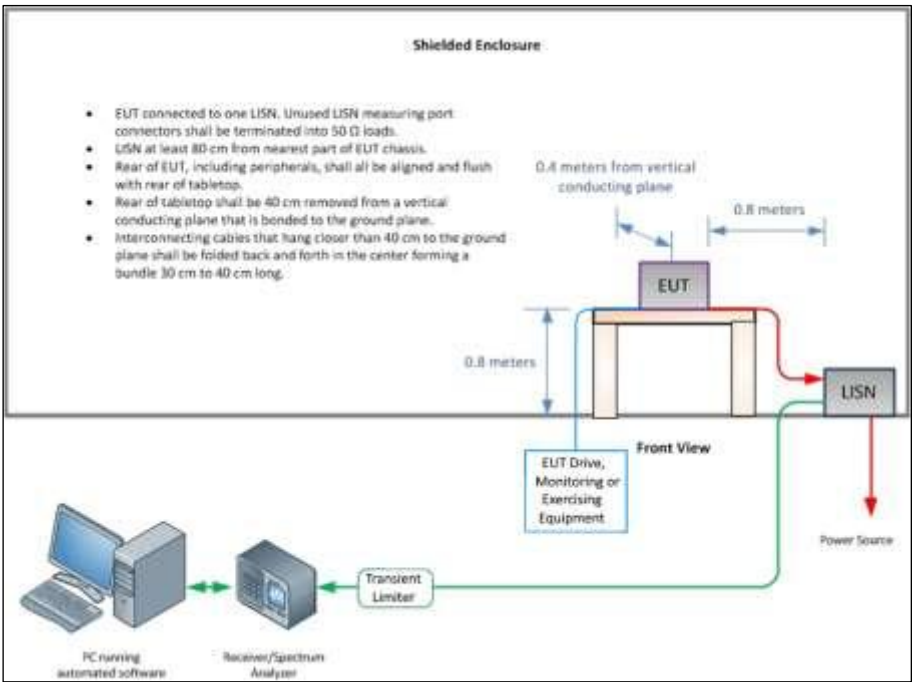 Shielded Enclosure
• EUT connected to one LISN. Unused LISN measuring port
connectors shall be terminated into 50 Ω loads.
• LISN at least 80 cm from nearest part of EUT chassis.
• Rear of EUT, including peripherals, shall all be aligned and flush
with rear of tabletop.
• Rear of tabletop shall be 40 cm removed from a vertical
conducting plane that is bonded to the ground plane.
• Interconnecting cables that hang closer than 40 cm to the ground
plane shall be folded back and forth in the center forming a
bundle 30 cm to 40 cm long.
0.4 meters from vertical
conducting plane
0.8 meters
EUT
0.8 meters
LISN
Front View
EUT Drive,
Monitoring or
Exercising
Equipment
Power Source
Transient
Limiter
PC running
automated software
Receiver/Spectrum
Analyzer